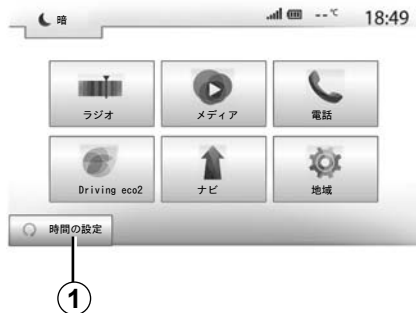 暗 --℃ 18:49
ラジオ メディア 電話
Driving eco2 ナビ 地域
時間の設定
1